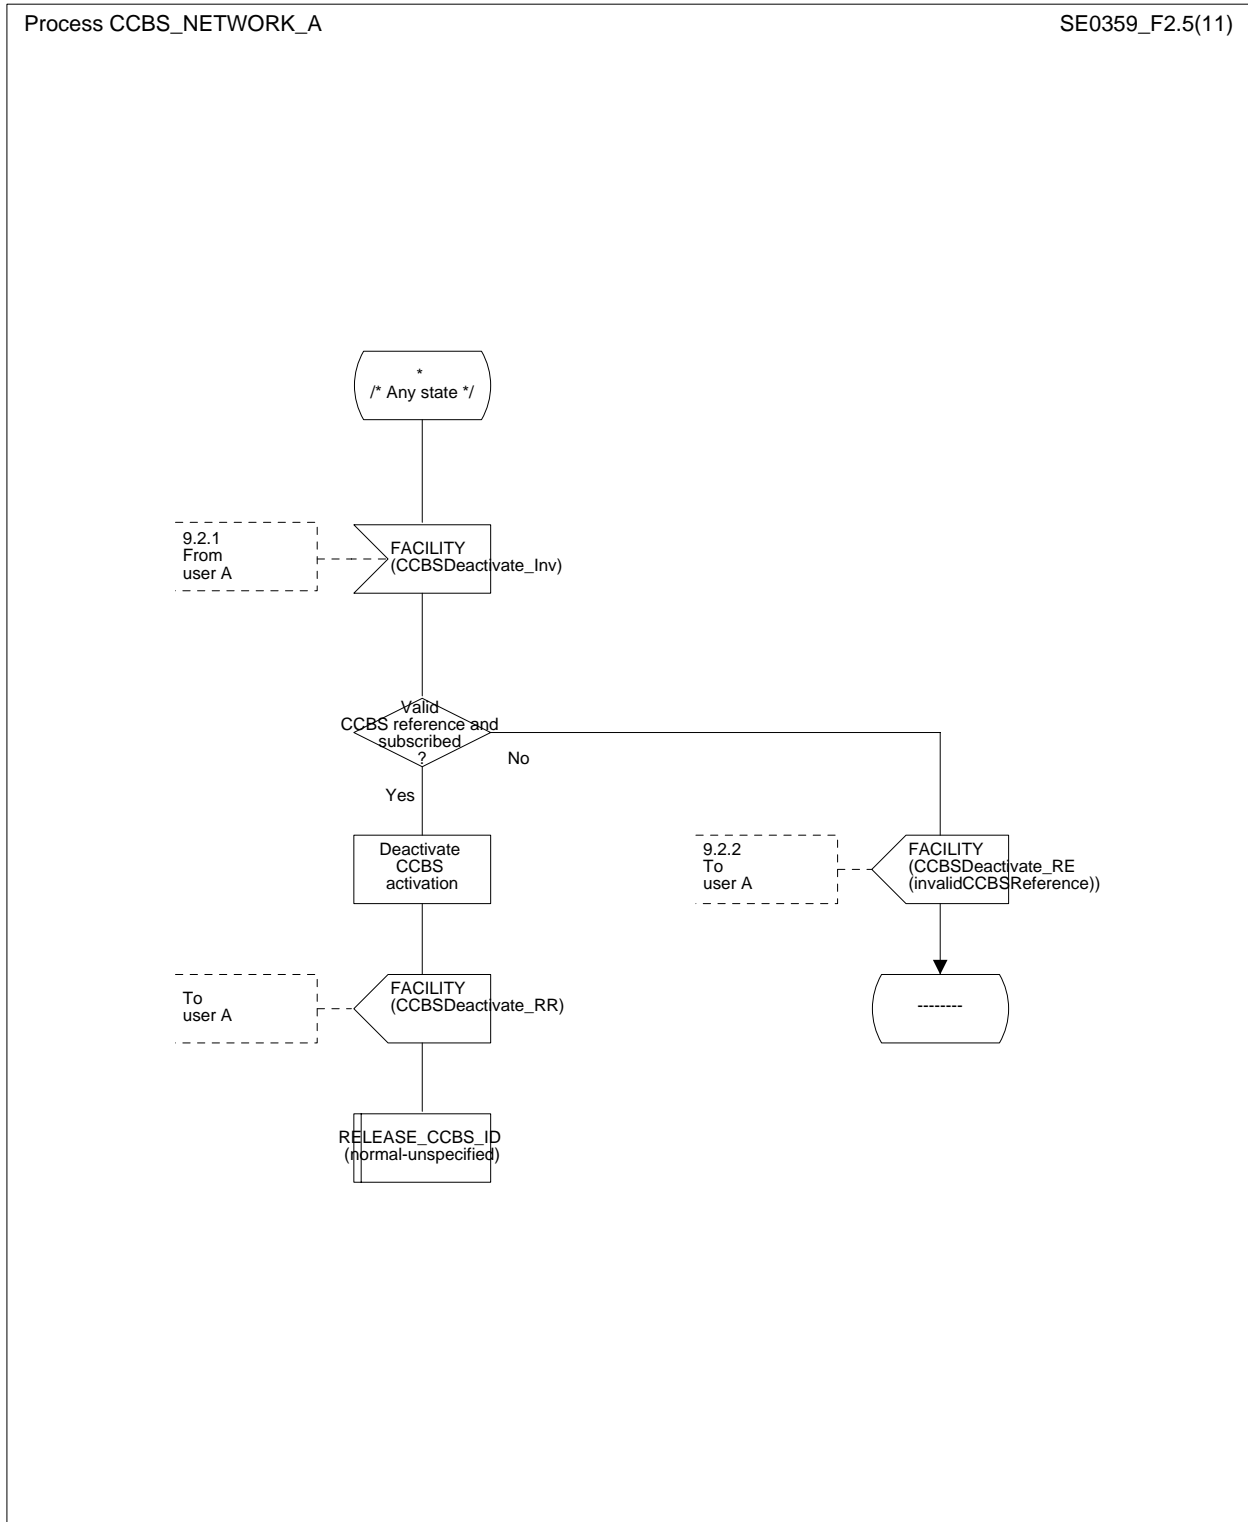 Process CCBS_NETWORK_A
SE0359_F2.5(11)
*
/* Any state */
9.2.1
From
user A
FACILITY
(CCBSDeactivate_Inv)
Valid
CCBS reference and
subscribed
?
No
Yes
Deactivate
CCBS
activation
9.2.2
To
user A
FACILITY
(CCBSDeactivate_RE
(invalidCCBSReference))
To
user A
FACILITY
(CCBSDeactivate_RR)
--------
RELEASE_CCBS_ID
(normal-unspecified)